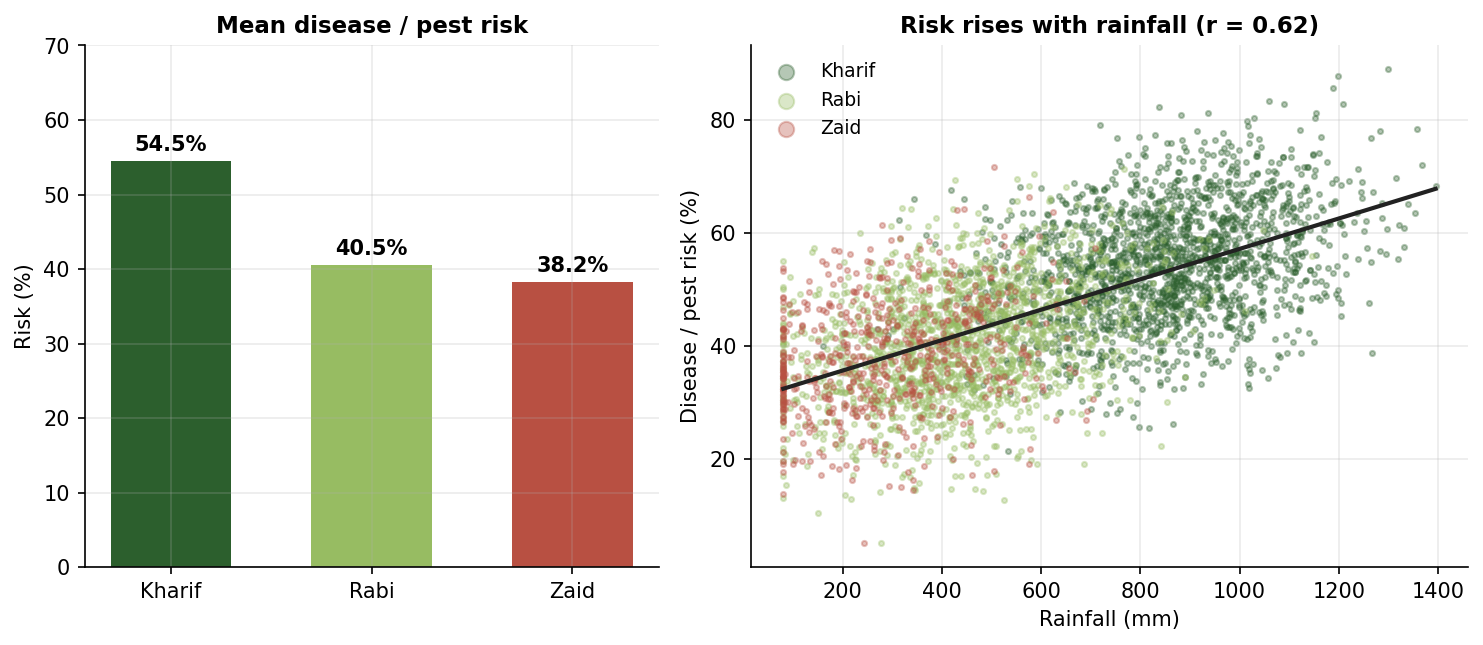 Mean disease / pest risk
Risk (%)
70
60
50
40
30
20
10
0
54.5%
40.5%
38.2%
Kharif
Rabi
Zaid
Risk rises with rainfall (r = 0.62)
Disease / pest risk (%)
80
60
40
20
Kharif
Rabi
Zaid
200
400
600
800
1000
1200
1400
Rainfall (mm)